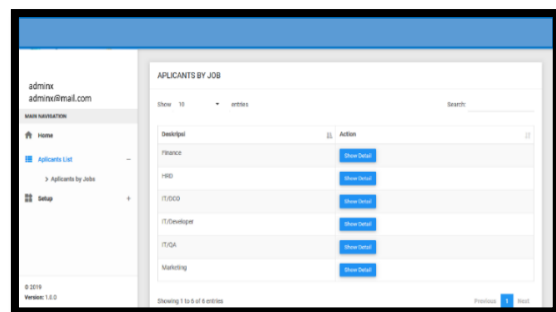 adminx
adminx@mail.com
MAIN NAVIGATION
Home
Aplicants List
Aplicants by Jobs
Setup
© 2019
Version: 1.0.0
APLICANTS BY JOB
Show 10 entries
Search:
Deskripsi Action
Finance Show Detail
HRD Show Detail
IT/OCO Show Detail
IT/Developer Show Detail
IT/QA Show Detail
Marketing Show Detail
Showing 1 to 6 of 6 entries
Previous 1 Next